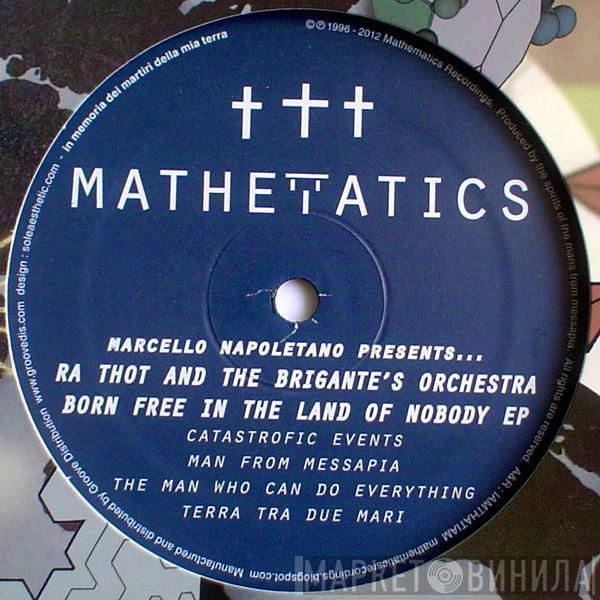 in memoria dei martiri della mia terra
©℗ 1996 - 2012 Mathematics Recordings. Produced by the spirits of the mans from messapia All rights are reserved A&R: IAMTHATIAM
mathematicsrecordings.blogspot.com
Manufactured and distributed by Groove Distribution www.groovedis.com design : soleaesthetic.com -
MATHEMATICS
MARCELLO NAPOLETANO PRESENTS...
RA THOT AND THE BRIGANTE'S ORCHESTRA
BORN FREE IN THE LAND OF NOBODY EP
CATASTROFIC EVENTS
MAN FROM MESSAPIA
THE MAN WHO CAN DO EVERYTHING
TERRA TRA DUE MARI
МАРКЕТ ВИНИЛА